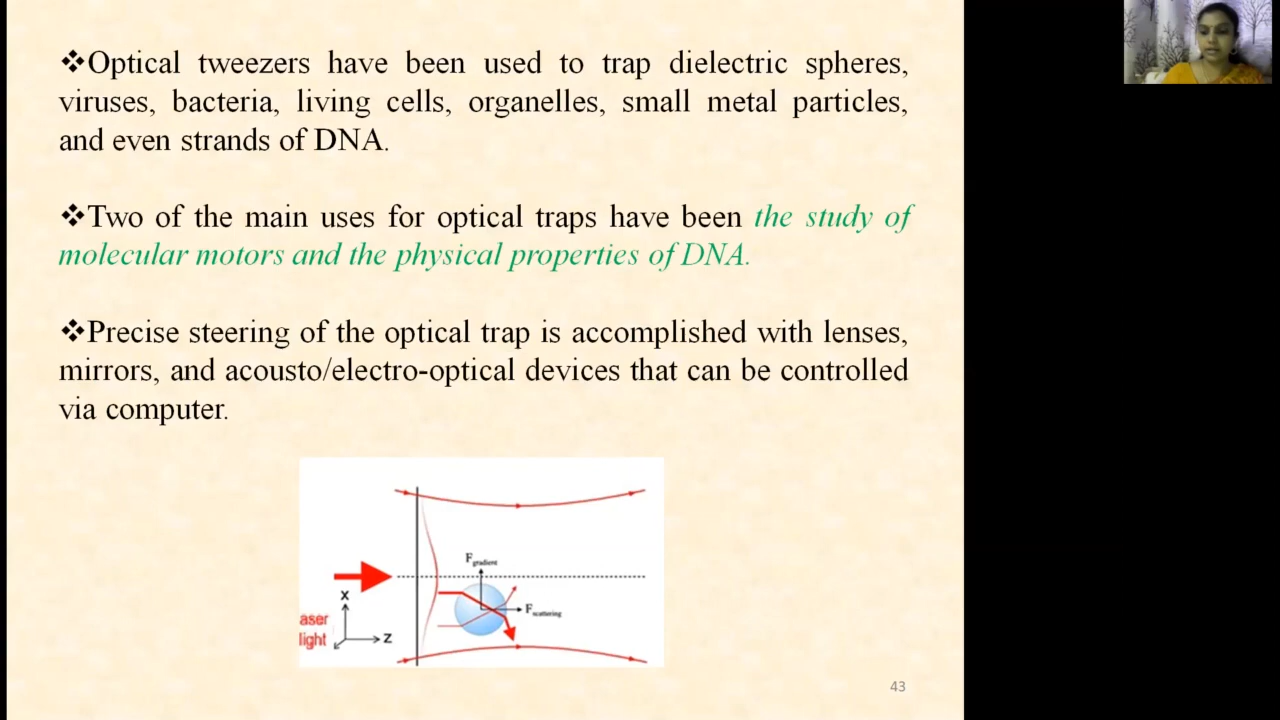 ❖Optical tweezers have been used to trap dielectric spheres,
viruses, bacteria, living cells, organelles, small metal particles,
and even strands of DNA.
❖Two of the main uses for optical traps have been the study of
molecular motors and the physical properties of DNA.
❖Precise steering of the optical trap is accomplished with lenses,
mirrors, and acousto/electro-optical devices that can be controlled
via computer.
Fgradient
X
Fscattering
aser
light
Z
43